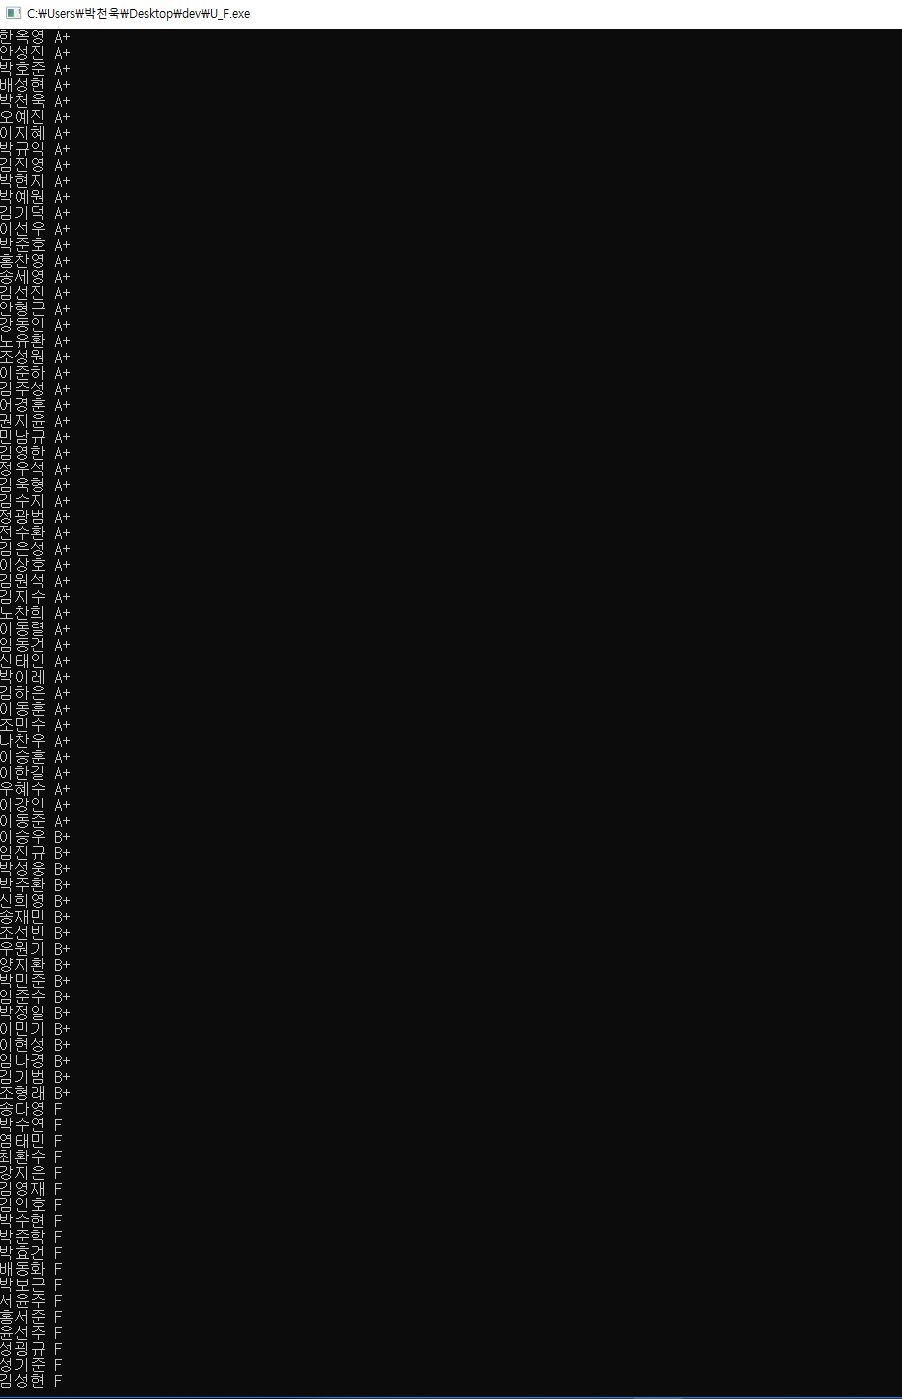 C:₩Users₩박천욱₩Desktop₩dev₩U_F.exe
한옥영 A+
안성진 A+
박호준 A+
배성현 A+
박천욱 A+
오예진 A+
이지혜 A+
박규익 A+
김진영 A+
박현지 A+
박예원 A+
김기덕 A+
이선우 A+
박준호 A+
홍찬영 A+
송세영 A+
김선진 A+
안형근 A+
강동인 A+
노유환 A+
조성원 A+
이준하 A+
김주성 A+
어경훈 A+
권지윤 A+
민남규 A+
김영한 A+
정우석 A+
김욱형 A+
김수지 A+
정광범 A+
전수환 A+
김은성 A+
이상호 A+
김원석 A+
김지수 A+
노찬희 A+
이동렬 A+
임동건 A+
신태인 A+
박이레 A+
김하은 A+
이동훈 A+
조민수 A+
나찬우 A+
이승훈 A+
이한길 A+
우혜수 A+
이강인 A+
이동준 A+
이승우 B+
임진규 B+
박성웅 B+
박주환 B+
신희영 B+
송재민 B+
조선빈 B+
우원기 B+
양지환 B+
박민준 B+
임준수 B+
박정일 B+
이민기 B+
이현성 B+
임나경 B+
김기범 B+
조형래 B+
송다영 F
박수연 F
염태민 F
최환수 F
강지은 F
김영재 F
김인호 F
박수현 F
박준학 F
박효건 F
배동화 F
박보근 F
서윤주 F
홍서준 F
윤선주 F
성굉규 F
성기준 F
김성현 F